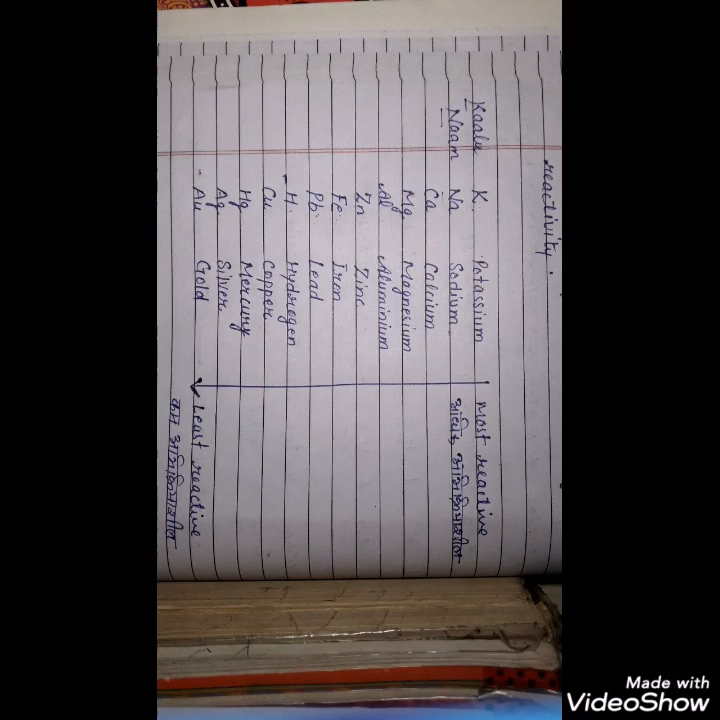 reactivity.
Kaalu K. Potassium Most reactive
Naam Na Sodium अधिक अभिक्रियाशील
Ca Calcium
Mg Magnesium
Al Aluminium
Zn Zinc
Fe Iron
Pb Lead
H Hydrogen
Cu Copper
Hg Mercury
Ag Silver
Au Gold Least reactive
कम अभिक्रियाशील
Made with
VideoShow